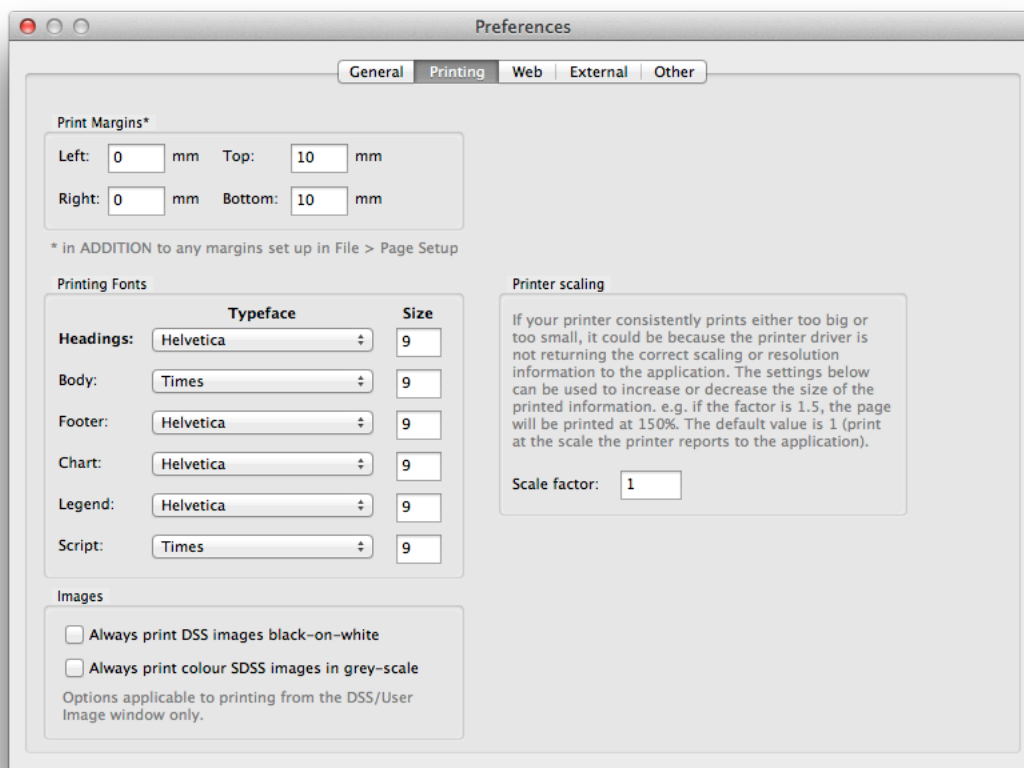 Preferences
General Printing Web External Other
Print Margins*
Left: 0 mm Top: 10 mm
Right: 0 mm Bottom: 10 mm
* in ADDITION to any margins set up in File > Page Setup
Printing Fonts
Typeface Size
Headings: Helvetica 9
Body: Times 9
Footer: Helvetica 9
Chart: Helvetica 9
Legend: Helvetica 9
Script: Times 9
Printer scaling
If your printer consistently prints either too big or
too small, it could be because the printer driver is
not returning the correct scaling or resolution
information to the application. The settings below
can be used to increase or decrease the size of the
printed information. e.g. if the factor is 1.5, the page
will be printed at 150%. The default value is 1 (print
at the scale the printer reports to the application).
Scale factor: 1
Images
Always print DSS images black-on-white
Always print colour SDSS images in grey-scale
Options applicable to printing from the DSS/User
Image window only.